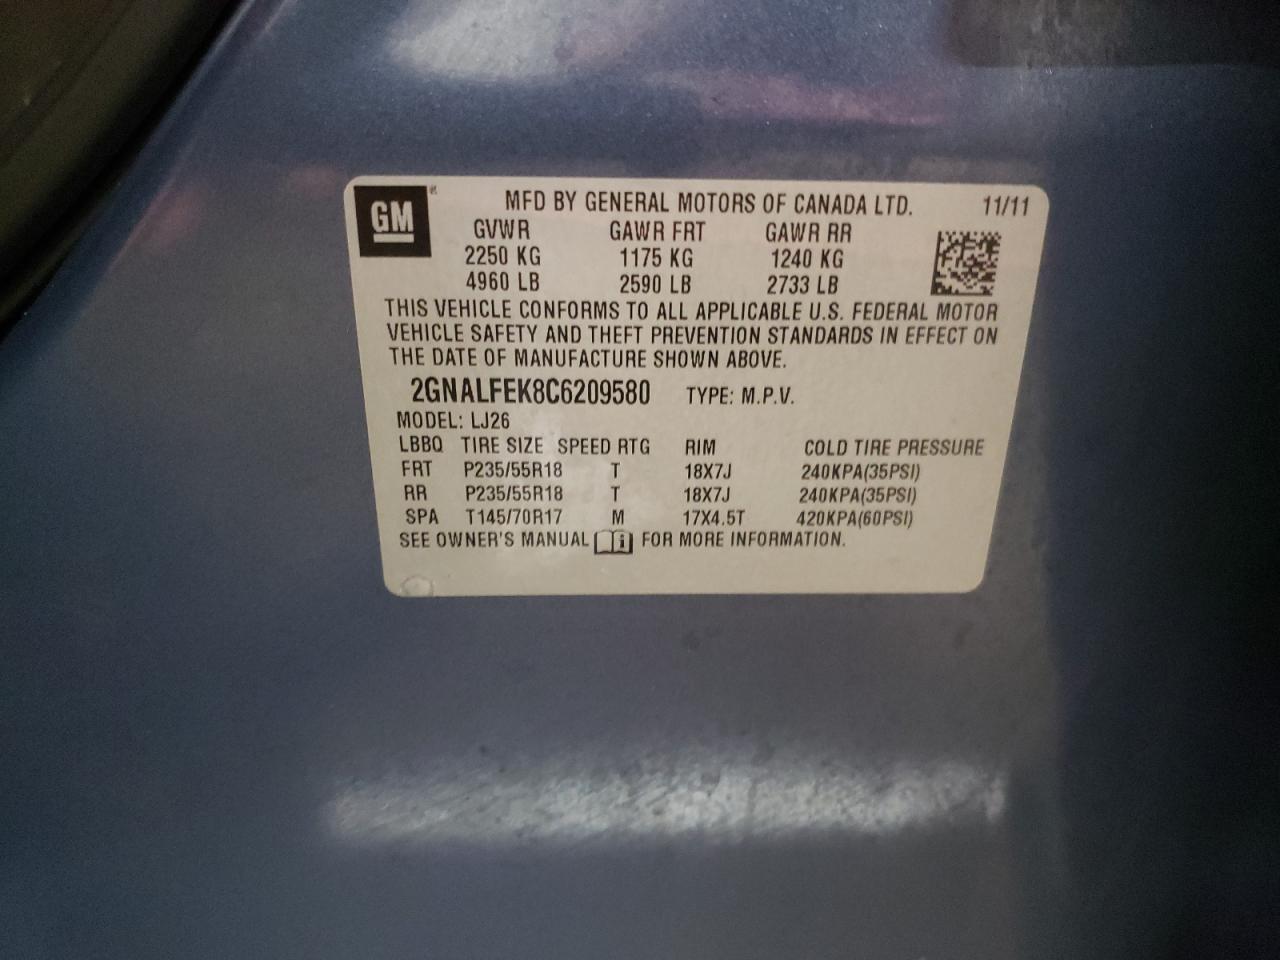 GM
MFD BY GENERAL MOTORS OF CANADA LTD. 11/11
GVWR GAWR FRT GAWR RR
2250 KG 1175 KG 1240 KG
4960 LB 2590 LB 2733 LB
THIS VEHICLE CONFORMS TO ALL APPLICABLE U.S. FEDERAL MOTOR
VEHICLE SAFETY AND THEFT PREVENTION STANDARDS IN EFFECT ON
THE DATE OF MANUFACTURE SHOWN ABOVE.
2GNALFEK8C6209580 TYPE: M.P.V.
MODEL: LJ26
LBBQ TIRE SIZE SPEED RTG RIM COLD TIRE PRESSURE
FRT P235/55R18 T 18X7J 240KPA(35PSI)
RR P235/55R18 T 18X7J 240KPA(35PSI)
SPA T145/70R17 M 17X4.5T 420KPA(60PSI)
SEE OWNER'S MANUAL i FOR MORE INFORMATION.